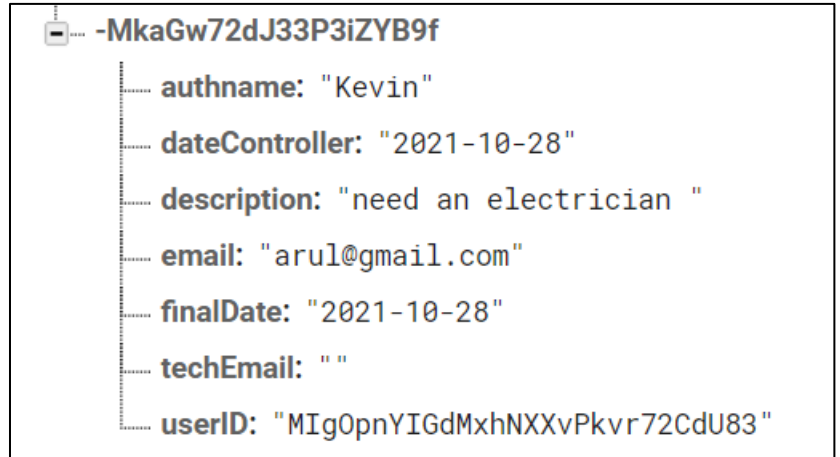 -MkaGw72dJ33P3iZYB9f
authname: "Kevin"
dateController: "2021-10-28"
description: "need an electrician "
email: "arul@gmail.com"
finalDate: "2021-10-28"
techEmail: ""
userID: "MIgOpnYIGdMxhNXXvPkvr72CdU83"